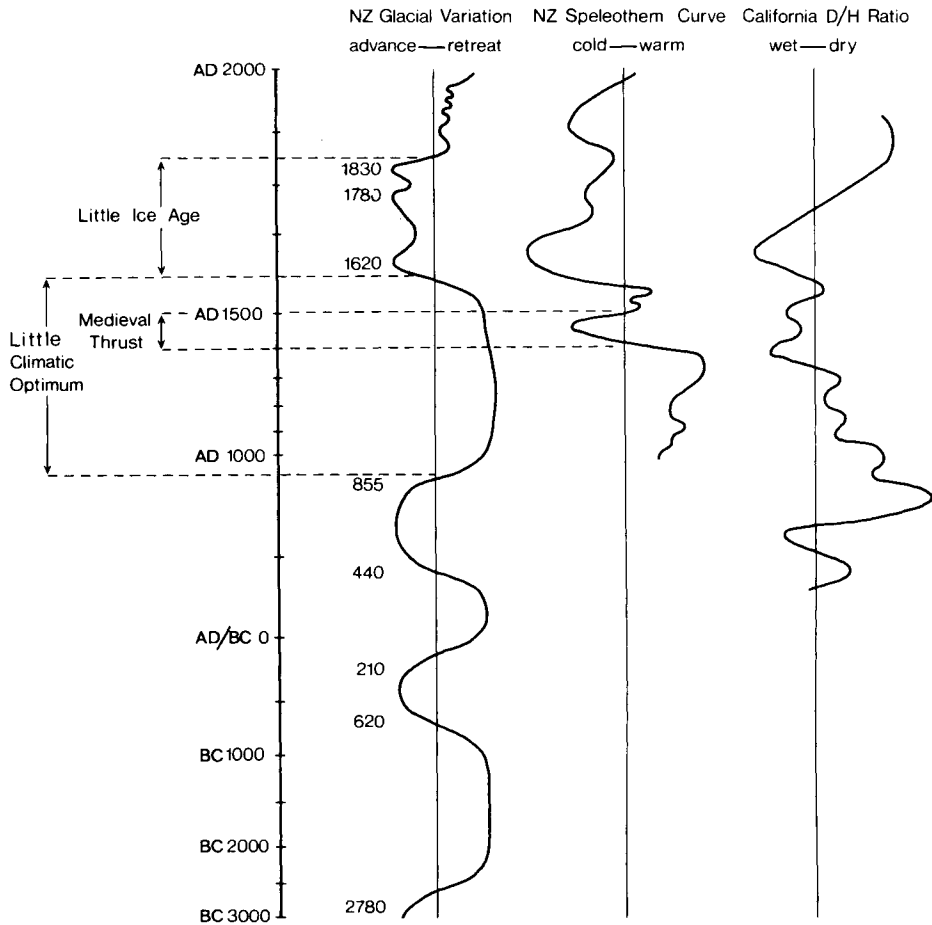 NZ Glacial Variation
advance—retreat
NZ Speleothem Curve
cold—warm
California D/H Ratio
wet—dry
AD 2000
1830
1780
Little Ice Age
1620
AD 1500
Medieval
Thrust
Little
Climatic
Optimum
AD 1000
855
440
AD/BC 0
210
620
BC 1000
BC 2000
2780
BC 3000